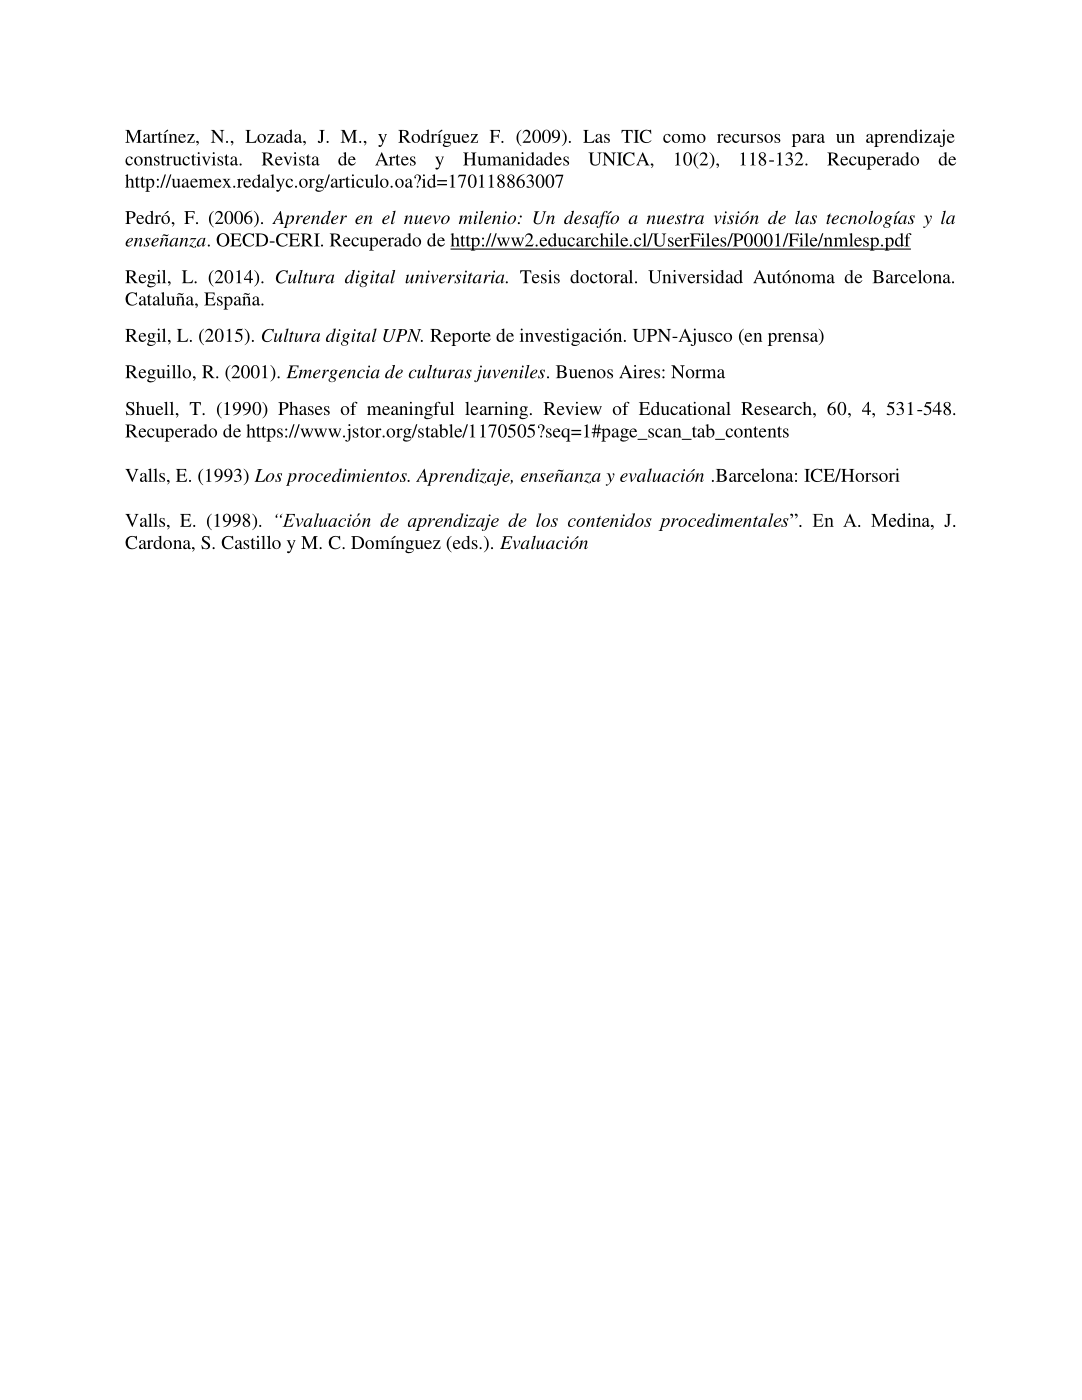 Martínez, N., Lozada, J. M., y Rodríguez F. (2009). Las TIC como recursos para un aprendizaje
constructivista. Revista de Artes y Humanidades UNICA, 10(2), 118-132. Recuperado de
http://uaemex.redalyc.org/articulo.oa?id=170118863007
Pedró, F. (2006). Aprender en el nuevo milenio: Un desafío a nuestra visión de las tecnologías y la
enseñanza. OECD-CERI. Recuperado de http://ww2.educarchile.cl/UserFiles/P0001/File/nmlesp.pdf
Regil, L. (2014). Cultura digital universitaria. Tesis doctoral. Universidad Autónoma de Barcelona.
Cataluña, España.
Regil, L. (2015). Cultura digital UPN. Reporte de investigación. UPN-Ajusco (en prensa)
Reguillo, R. (2001). Emergencia de culturas juveniles. Buenos Aires: Norma
Shuell, T. (1990) Phases of meaningful learning. Review of Educational Research, 60, 4, 531-548.
Recuperado de https://www.jstor.org/stable/1170505?seq=1#page_scan_tab_contents
Valls, E. (1993) Los procedimientos. Aprendizaje, enseñanza y evaluación .Barcelona: ICE/Horsori
Valls, E. (1998). “Evaluación de aprendizaje de los contenidos procedimentales”. En A. Medina, J.
Cardona, S. Castillo y M. C. Domínguez (eds.). Evaluación